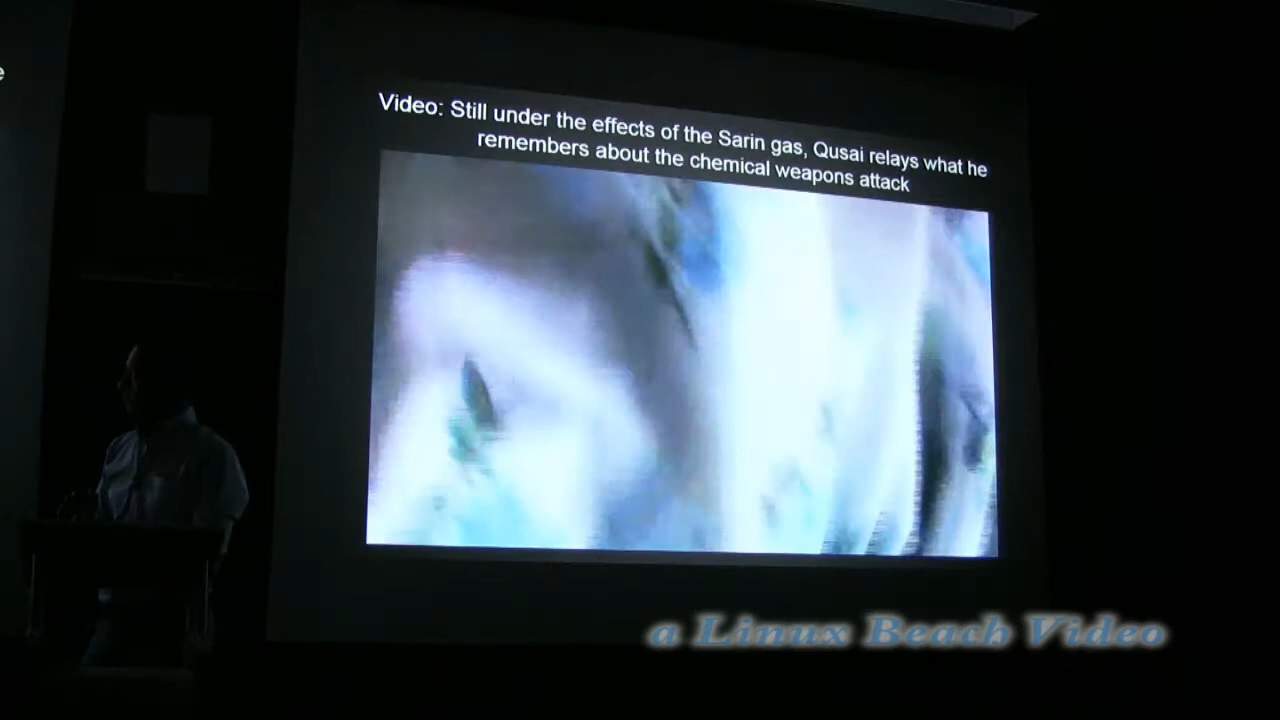 Video: Still under the effects of the Sarin gas, Qusai relays what he
remembers about the chemical weapons attack
a Linux Beach Video